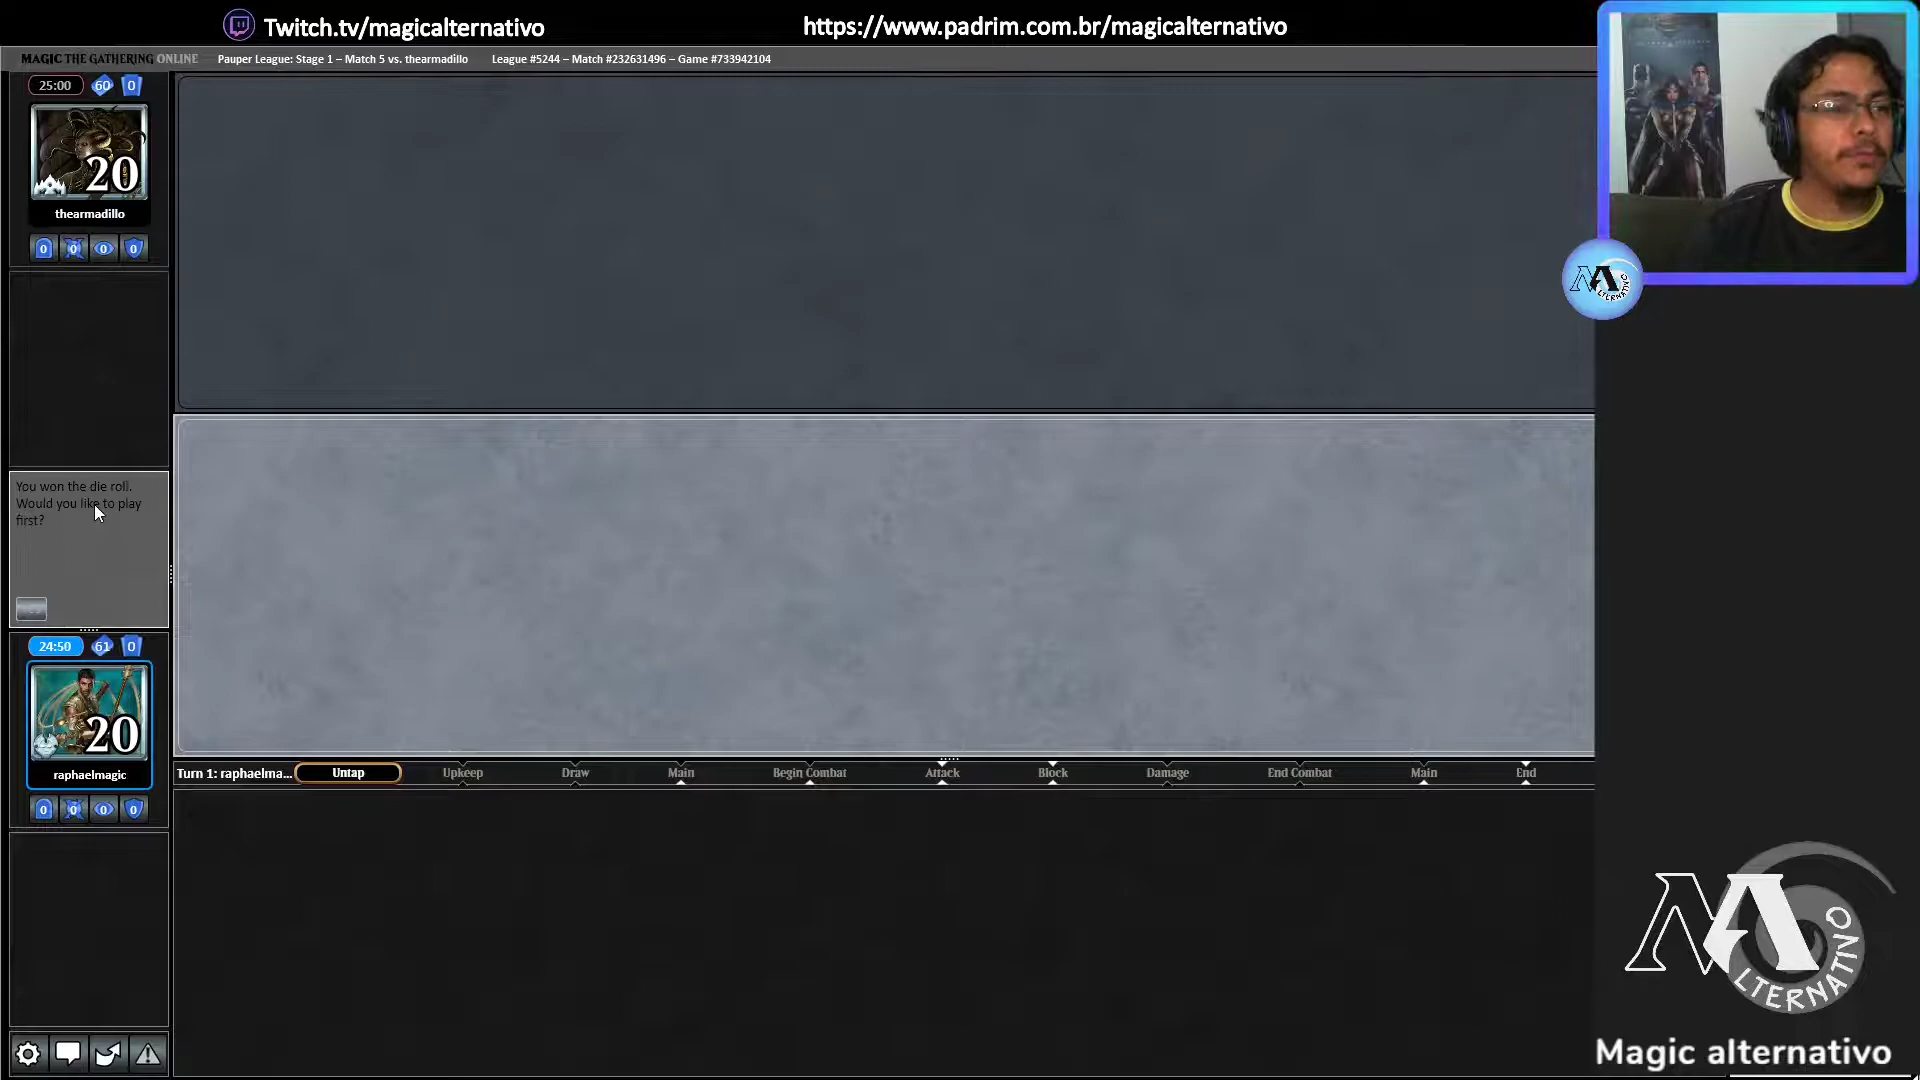 Twitch.tv/magicalternativo
https://www.padrim.com.br/magicalternativo
MAGIC THE GATHERING ONLINE
Pauper League: Stage 1 – Match 5 vs. thearmadillo
League #5244 – Match #232631496 – Game #733942104
25:00 60 0
20
thearmadillo
0 0 0 0
You won the die roll.
Would you like to play
first?
24:50 61 0
20
raphaelmagic
0 0 0 0
Turn 1: raphaelma... Untap Upkeep Draw Main Begin Combat Attack Block Damage End Combat Main End
MA
LTERNATIVO
MA
LTERNATIVO
Magic alternativo